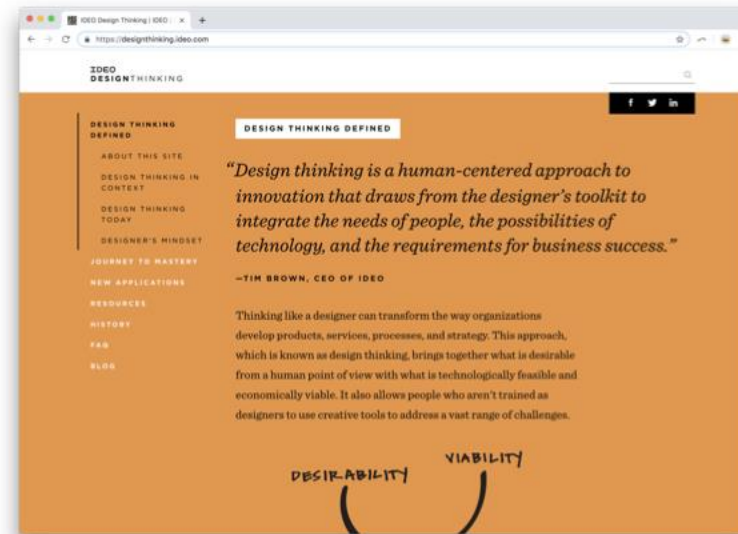 IDEO Design Thinking | IDEO
https://designthinking.ideo.com
IDEO
DESIGNTHINKING
f in
DESIGN THINKING
DEFINED
ABOUT THIS SITE
DESIGN THINKING IN
CONTEXT
DESIGN THINKING
TODAY
DESIGNER'S MINDSET
JOURNEY TO MASTERY
NEW APPLICATIONS
RESOURCES
HISTORY
FAQ
BLOG
DESIGN THINKING DEFINED
“Design thinking is a human-centered approach to
innovation that draws from the designer’s toolkit to
integrate the needs of people, the possibilities of
technology, and the requirements for business success.”
—TIM BROWN, CEO OF IDEO
Thinking like a designer can transform the way organizations
develop products, services, processes, and strategy. This approach,
which is known as design thinking, brings together what is desirable
from a human point of view with what is technologically feasible and
economically viable. It also allows people who aren’t trained as
designers to use creative tools to address a vast range of challenges.
DESIRABILITY
VIABILITY